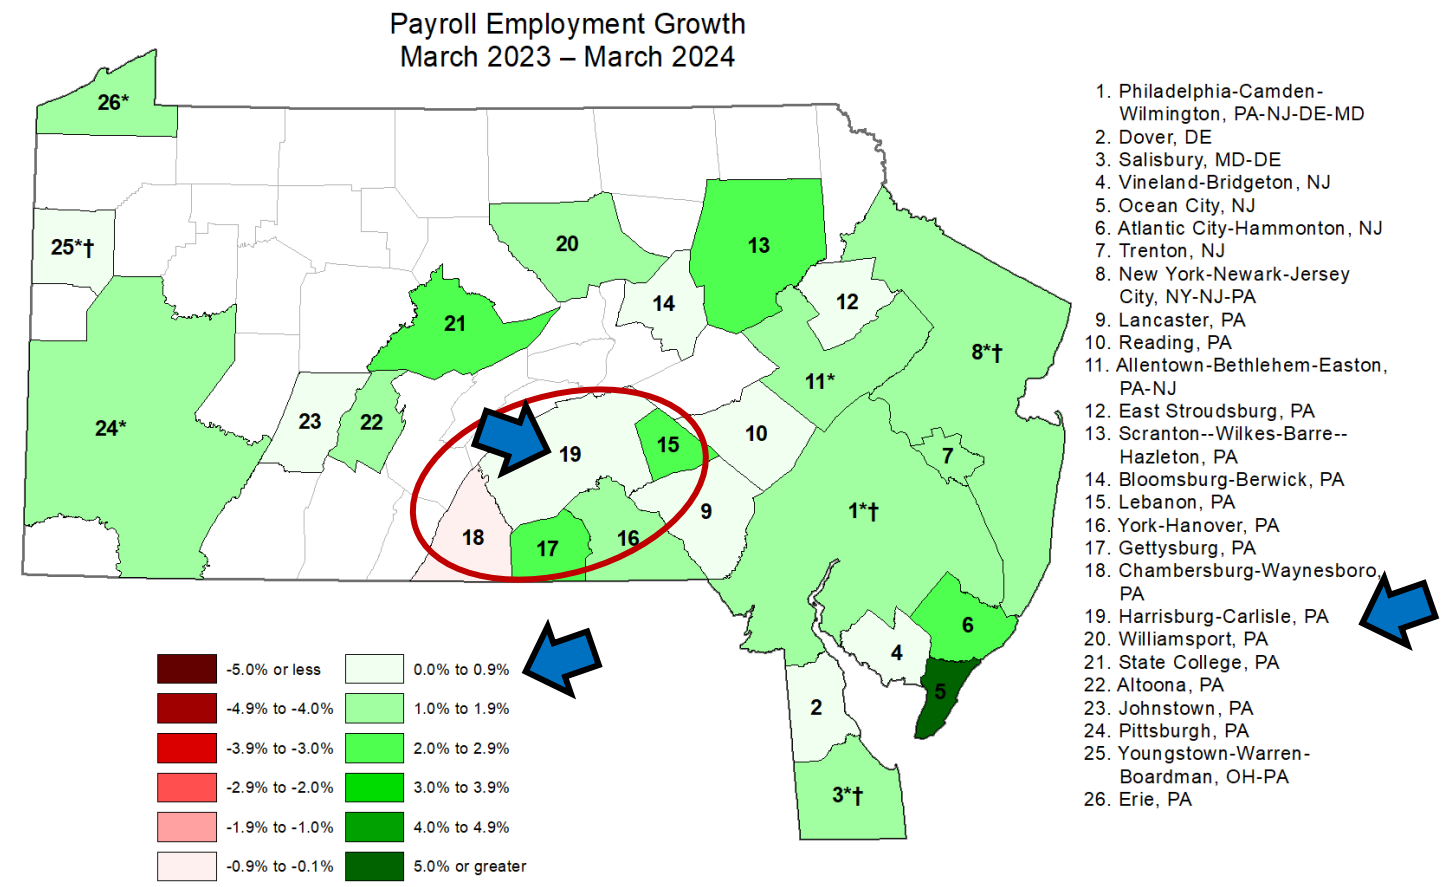 Payroll Employment Growth
March 2023 – March 2024
26*
25*†
20
13
14
12
21
8*†
11*
24*
23
22
19
15
10
7
9
1*†
18
17
16
6
4
5
2
3*†
1. Philadelphia-Camden-
Wilmington, PA-NJ-DE-MD
2. Dover, DE
3. Salisbury, MD-DE
4. Vineland-Bridgeton, NJ
5. Ocean City, NJ
6. Atlantic City-Hammonton, NJ
7. Trenton, NJ
8. New York-Newark-Jersey
City, NY-NJ-PA
9. Lancaster, PA
10. Reading, PA
11. Allentown-Bethlehem-Easton,
PA-NJ
12. East Stroudsburg, PA
13. Scranton--Wilkes-Barre--
Hazleton, PA
14. Bloomsburg-Berwick, PA
15. Lebanon, PA
16. York-Hanover, PA
17. Gettysburg, PA
18. Chambersburg-Waynesboro,
PA
19. Harrisburg-Carlisle, PA
20. Williamsport, PA
21. State College, PA
22. Altoona, PA
23. Johnstown, PA
24. Pittsburgh, PA
25. Youngstown-Warren-
Boardman, OH-PA
26. Erie, PA
-5.0% or less
-4.9% to -4.0%
-3.9% to -3.0%
-2.9% to -2.0%
-1.9% to -1.0%
-0.9% to -0.1%
0.0% to 0.9%
1.0% to 1.9%
2.0% to 2.9%
3.0% to 3.9%
4.0% to 4.9%
5.0% or greater